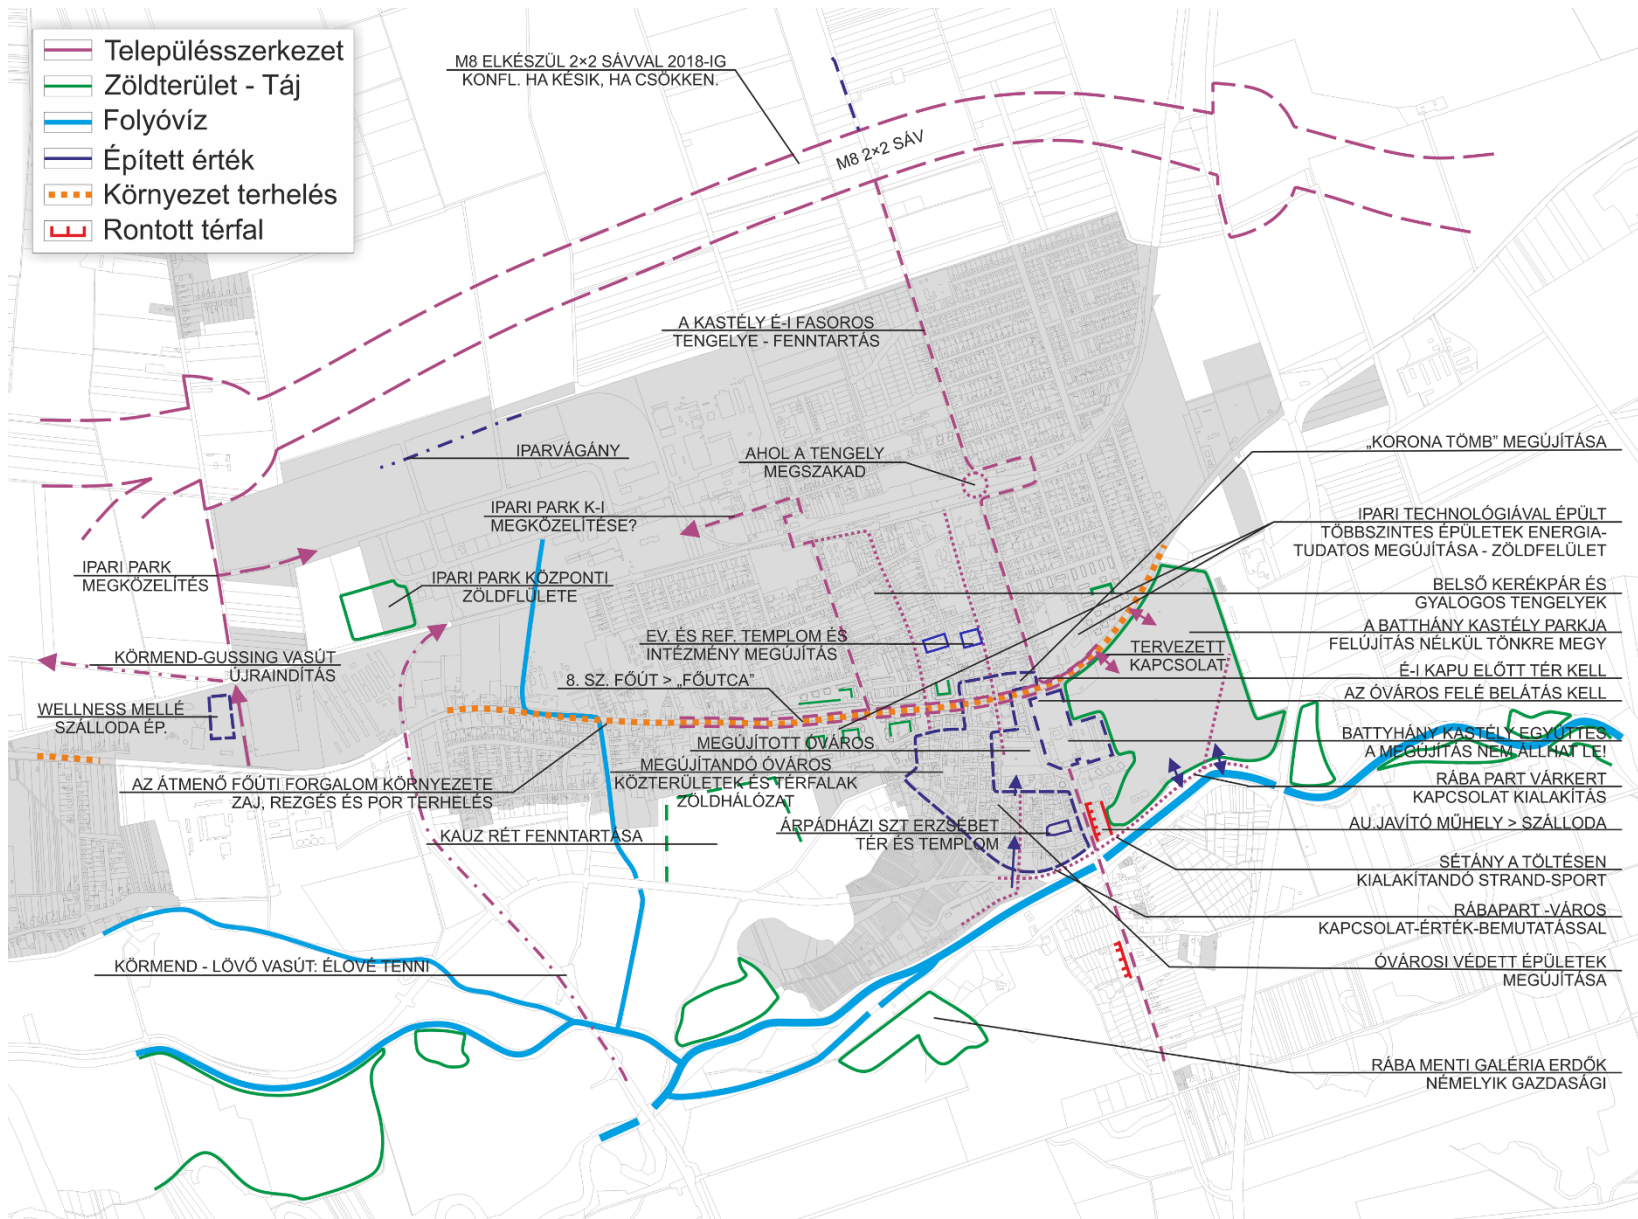 Településszerkezet
Zöldterület - Táj
Folyóvíz
Épített érték
Környezet terhelés
Rontott térfal
M8 ELKÉSZÜL 2×2 SÁVVAL 2018-IG
KONFL. HA KÉSIK, HA CSÖKKEN.
M8 2×2 SÁV
A KASTÉLY É-I FASOROS
TENGELYE - FENNTARTÁS
IPARVÁGÁNY
AHOL A TENGELY
MEGSZAKAD
„KORONA TÖMB” MEGÚJÍTÁSA
IPARI PARK K-I
MEGKÖZELÍTÉSE?
IPARI TECHNOLÓGIÁVAL ÉPÜLT
TÖBBSZINTES ÉPÜLETEK ENERGIA-
TUDATOS MEGÚJÍTÁSA - ZÖLDFELÜLET
IPARI PARK
MEGKÖZELÍTÉS
IPARI PARK KÖZPONTI
ZÖLDFLÜLETE
BELSŐ KERÉKPÁR ÉS
GYALOGOS TENGELYEK
EV. ÉS REF. TEMPLOM ÉS
INTÉZMÉNY MEGÚJÍTÁS
A BATTHÁNY KASTÉLY PARKJA
FELÚJÍTÁS NÉLKÜL TÖNKRE MEGY
TERVEZETT
KAPCSOLAT
KÖRMEND-GUSSING VASÚT
ÚJRAINDÍTÁS
8. SZ. FŐÚT > „FŐUTCA”
É-I KAPU ELŐTT TÉR KELL
AZ ÓVÁROS FELÉ BELÁTÁS KELL
WELLNESS MELLÉ
SZÁLLODA ÉP.
MEGÚJÍTOTT ÓVÁROS
BATTYHÁNY KASTÉLY EGYÜTTES:
A MEGÚJÍTÁS NEM ÁLLHAT LE!
MEGÚJÍTANDÓ ÓVÁROS
KÖZTERÜLETEK ÉS TÉRFALAK
ZÖLDHÁLÓZAT
AZ ÁTMENŐ FŐÚTI FORGALOM KÖRNYEZETE
ZAJ, REZGÉS ÉS POR TERHELÉS
RÁBA PART VÁRKERT
KAPCSOLAT KIALAKÍTÁS
KAUZ RÉT FENNTARTÁSA
ÁRPÁDHÁZI SZT ERZSÉBET
TÉR ÉS TEMPLOM
AU.JAVÍTÓ MŰHELY > SZÁLLODA
SÉTÁNY A TÖLTÉSEN
KIALAKÍTANDÓ STRAND-SPORT
RÁBAPART -VÁROS
KAPCSOLAT-ÉRTÉK-BEMUTATÁSSAL
KÖRMEND - LÖVŐ VASÚT: ÉLOVÉ TENNI
ÓVÁROSI VÉDETT ÉPÜLETEK
MEGÚJÍTÁSA
RÁBA MENTI GALÉRIA ERDŐK
NÉMELYIK GAZDASÁGI